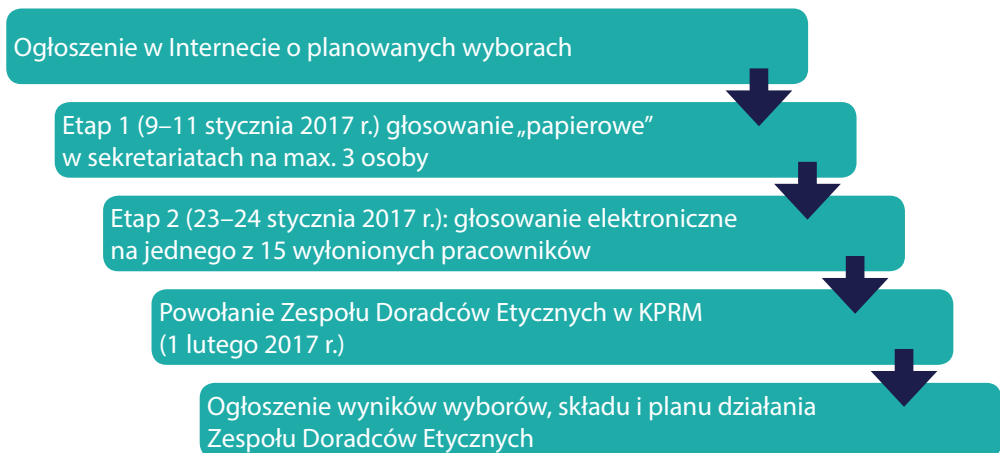 Ogłoszenie w Internecie o planowanych wyborach
Etap 1 (9–11 stycznia 2017 r.) głosowanie „papierowe”
w sekretariatach na max. 3 osoby
Etap 2 (23–24 stycznia 2017 r.): głosowanie elektroniczne
na jednego z 15 wyłonionych pracowników
Powołanie Zespołu Doradców Etycznych w KPRM
(1 lutego 2017 r.)
Ogłoszenie wyników wyborów, składu i planu działania
Zespołu Doradców Etycznych